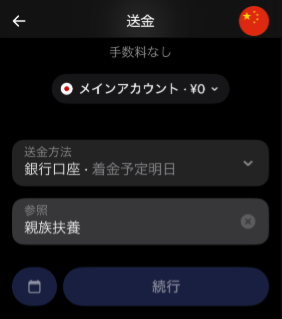 送金
手数料なし
メインアカウント · ¥0
送金方法
銀行口座 · 着金予定明日
参照
親族扶養
続行